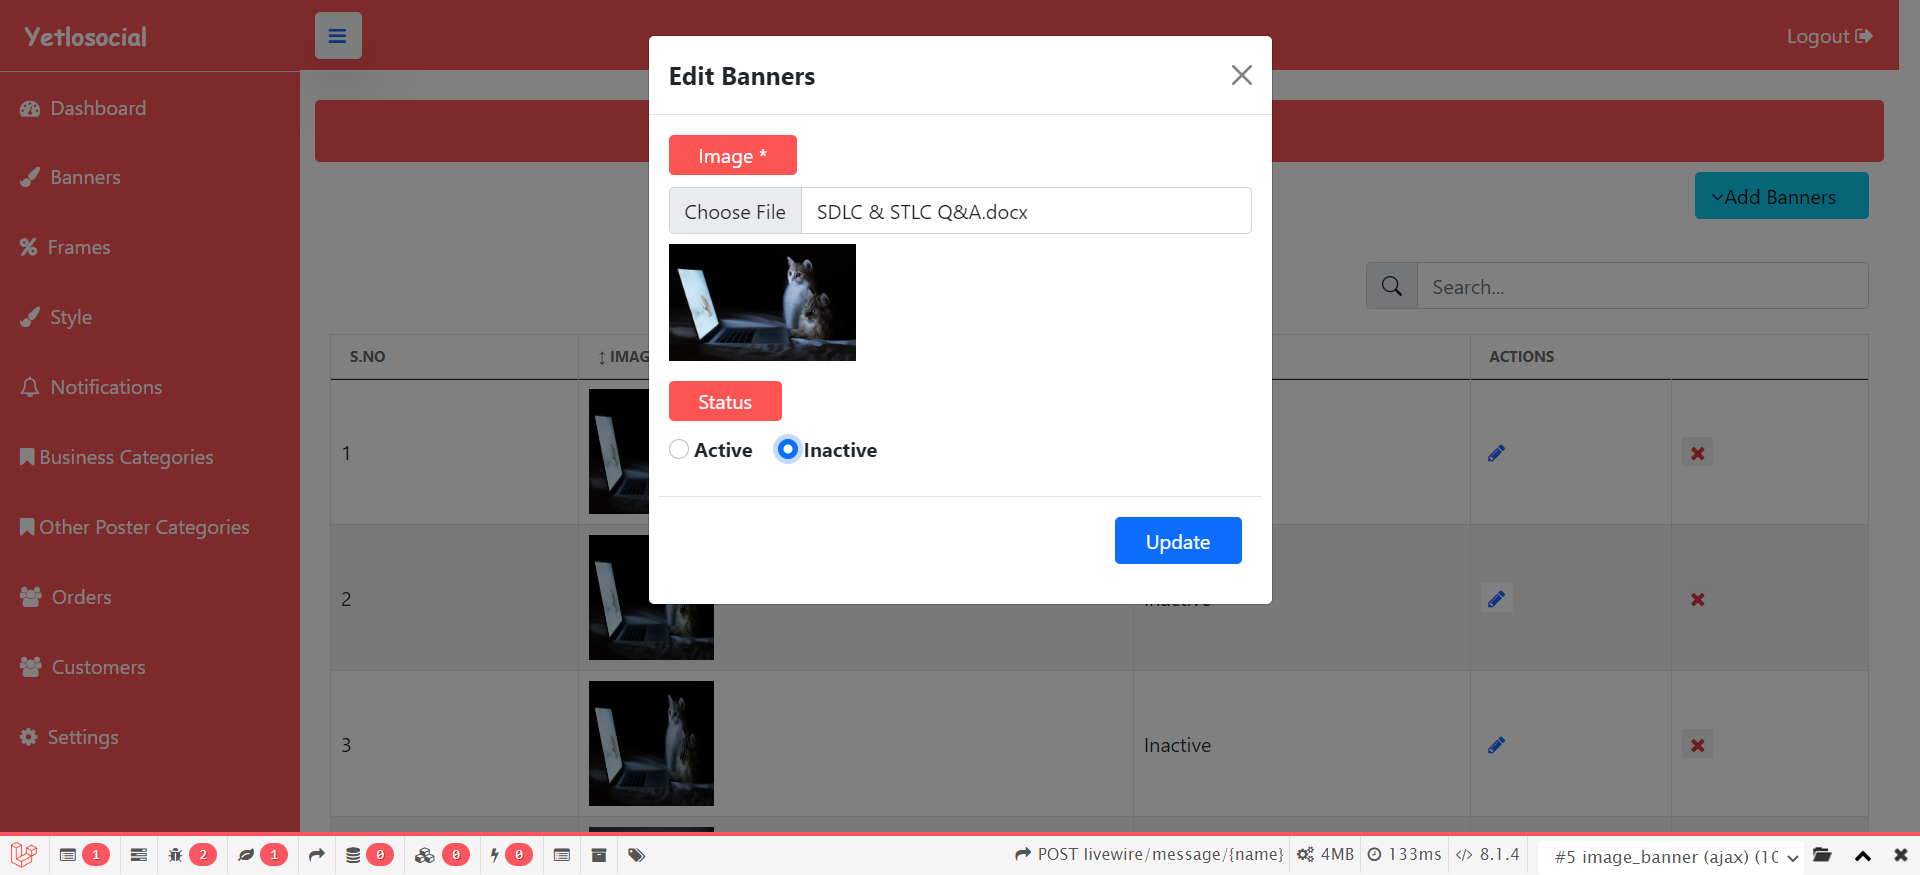 Yetlosocial
Logout
Dashboard
Banners
Frames
Style
Notifications
Business Categories
Other Poster Categories
Orders
Customers
Settings
Edit Banners
Image *
Choose File SDLC & STLC Q&A.docx
Status
Active Inactive
Update
Add Banners
Search...
S.NO IMAG ACTIONS
1
2
3 Inactive
1 2 1 0 0 0 POST livewire/message/{name} 4MB 133ms 8.1.4 #5 image_banner (ajax) (10